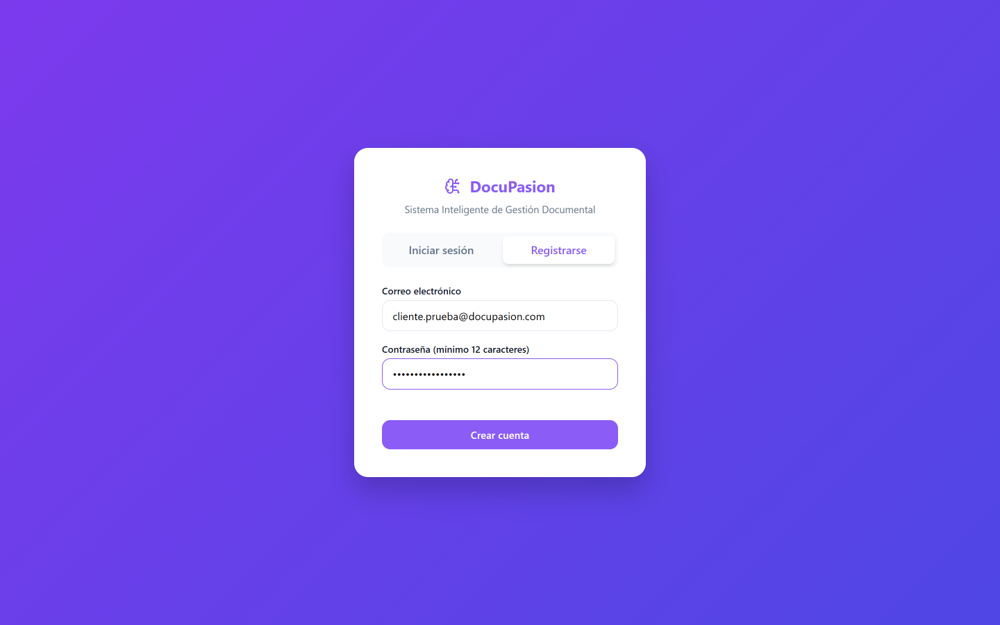 DocuPasion
Sistema Inteligente de Gestión Documental
Iniciar sesión
Registrarse
Correo electrónico
cliente.prueba@docupasion.com
Contraseña (mínimo 12 caracteres)
•••••••••••••••••
Crear cuenta